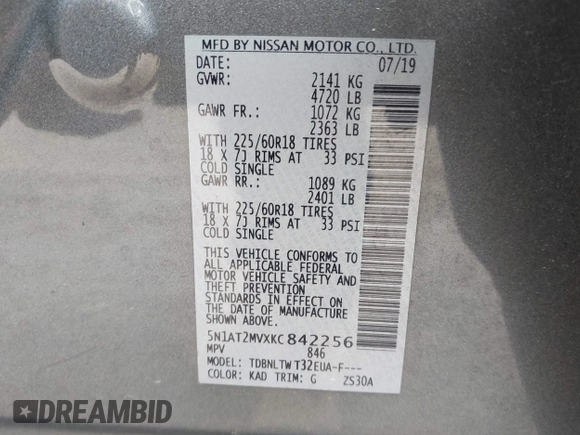 MFD BY NISSAN MOTOR CO., LTD.
DATE: 07/19
GVWR: 2141 KG
4720 LB
GAWR FR.: 1072 KG
2363 LB
WITH 225/60R18 TIRES
18 X 7J RIMS AT 33 PSI
COLD SINGLE
GAWR RR.: 1089 KG
2401 LB
WITH 225/60R18 TIRES
18 X 7J RIMS AT 33 PSI
COLD SINGLE
THIS VEHICLE CONFORMS TO
ALL APPLICABLE FEDERAL
MOTOR VEHICLE SAFETY AND
THEFT PREVENTION
STANDARDS IN EFFECT ON
THE DATE OF MANUFACTURE
SHOWN ABOVE.
5N1AT2MVXKC842256
MPV 846
MODEL: TDBNLTW T32EUA-F---
COLOR: KAD TRIM: G ZS30A
DREAMBID